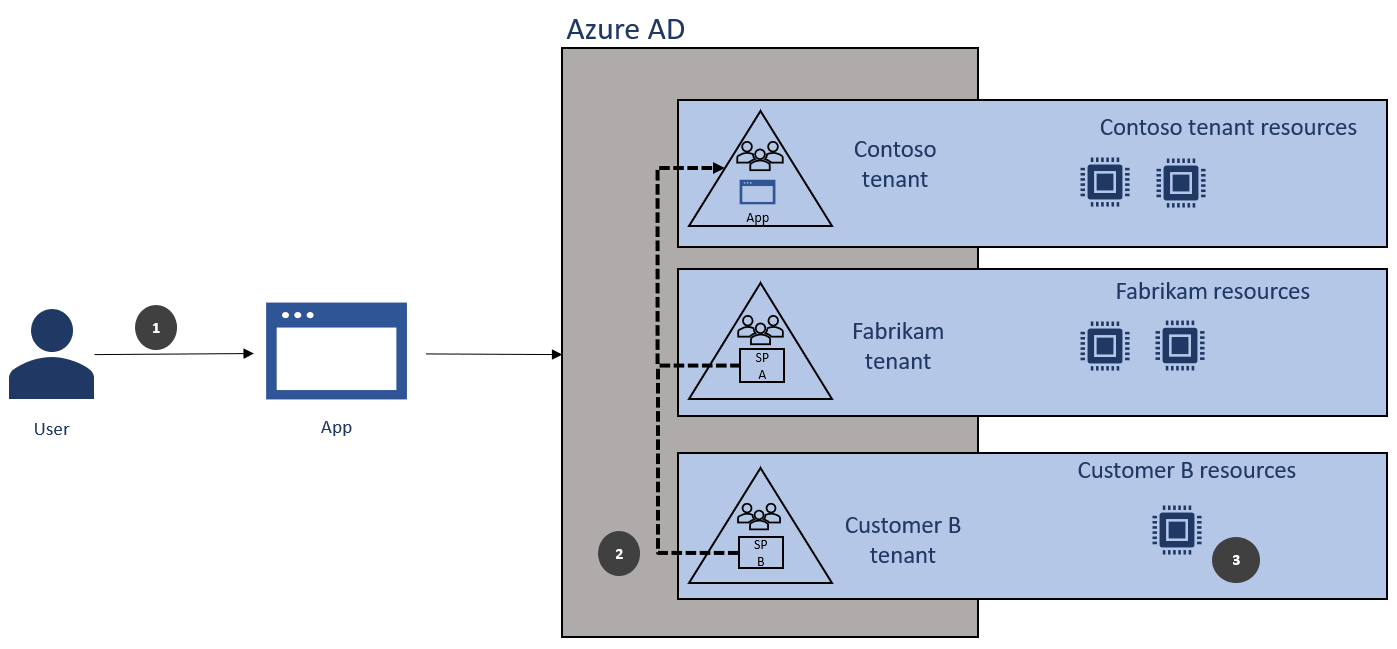 Azure AD
Contoso tenant resources
Contoso
tenant
App
Fabrikam resources
1
SP
A
Fabrikam
tenant
User
App
Customer B resources
2
SP
B
Customer B
tenant
3